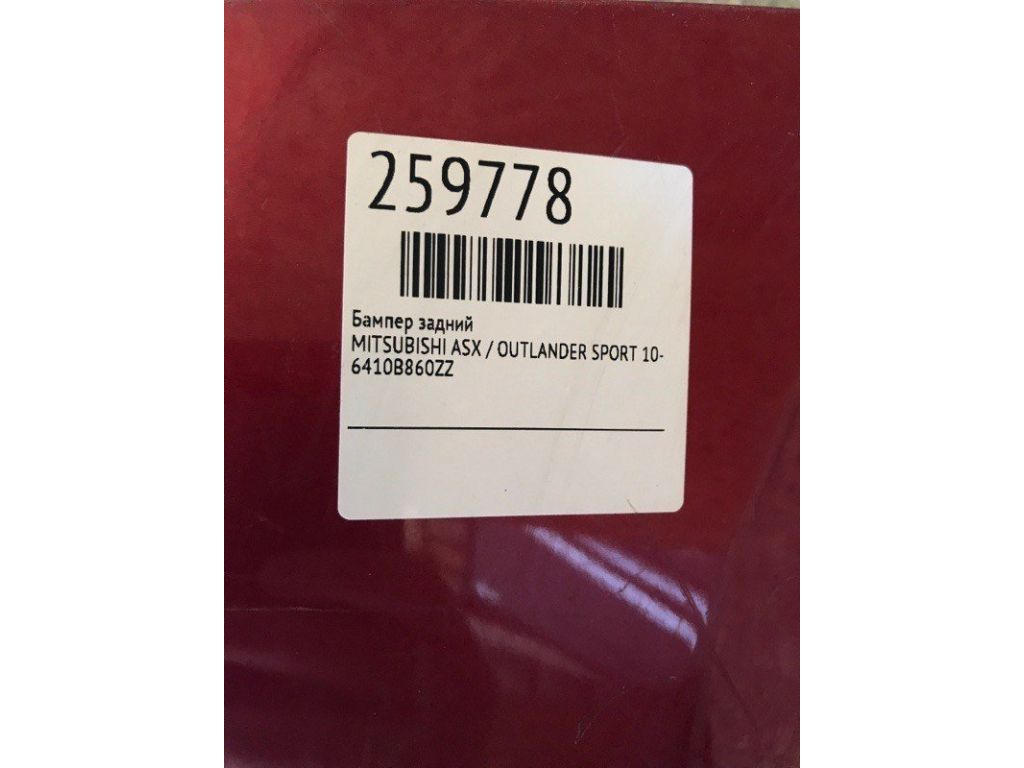 259778
Бампер задний
MITSUBISHI ASX / OUTLANDER SPORT 10-
6410B860ZZ